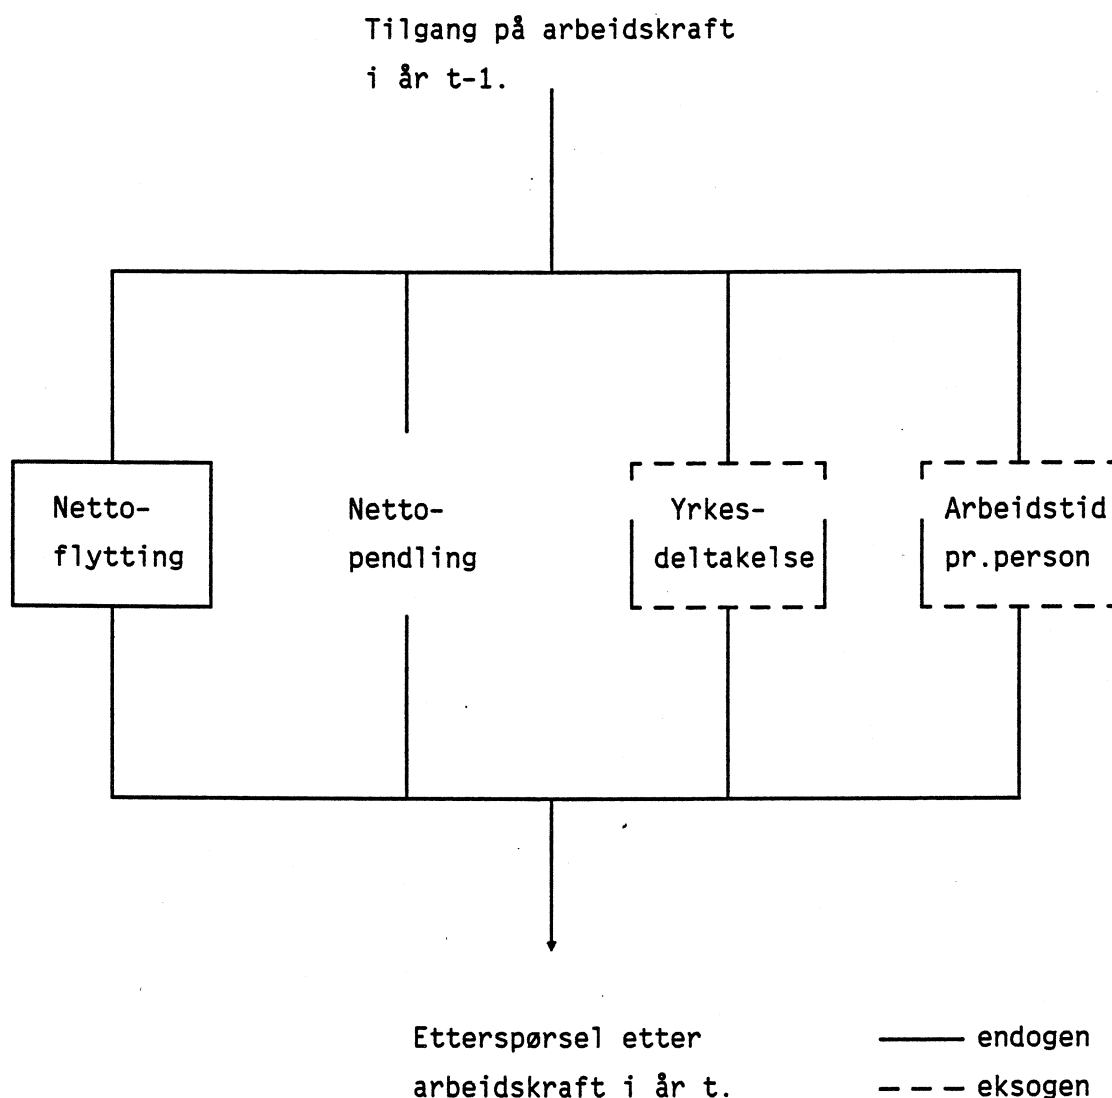 Tilgang på arbeidskraft
i år t-1.
Netto-
flytting
Netto-
pendling
Yrkes-
deltakelse
Arbeidstid
pr.person
Etterspørsel etter
arbeidskraft i år t.
endogen
eksogen